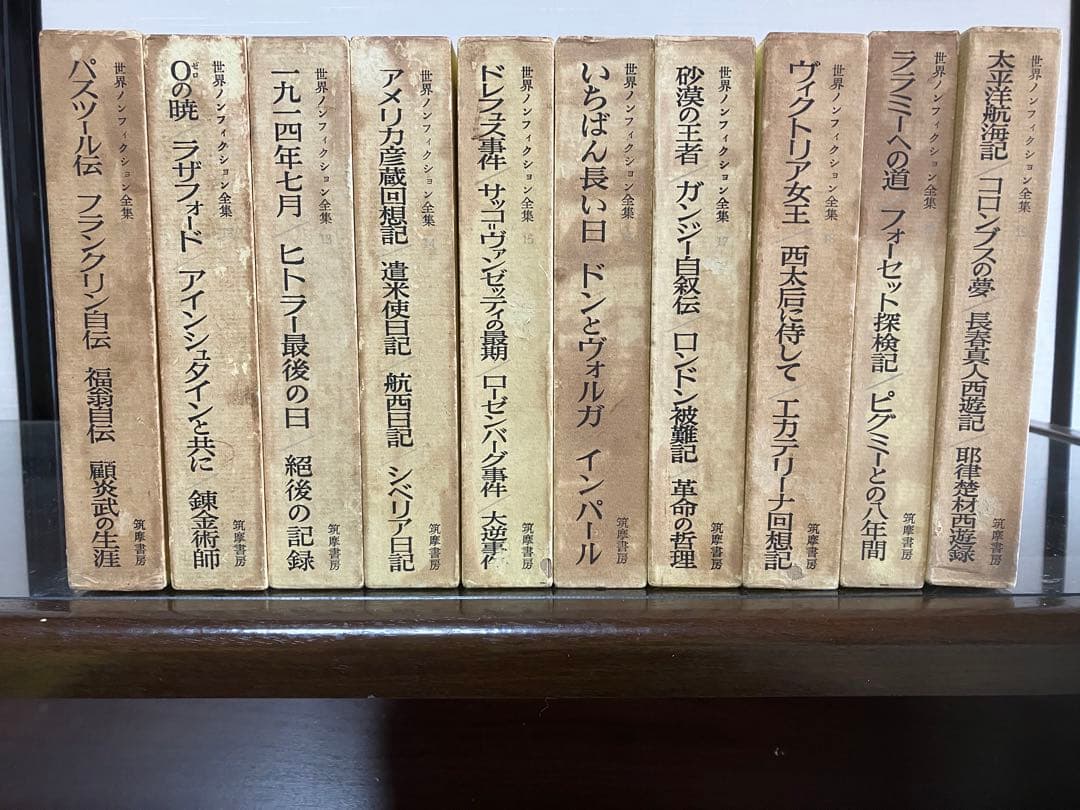 世界ノンフィクション全集
パスツール伝 フランクリン自伝 福翁自伝 顧炎武の生涯
筑摩書房
世界ノンフィクション全集 12
0の暁/ラザフォード/アインシュタインと共に/錬金術師
ゼロ
筑摩書房
世界ノンフィクション全集 13
一九一四年七月/ヒトラー最後の日/絕後の記録
筑摩書房
世界ノンフィクション全集 14
アメリカ彦蔵回想記 遣米使日記/航西日記 シベリア日記
筑摩書房
世界ノンフィクション全集 15
ドレフュス事件/サッコ=ヴァンゼッティの最期/ローゼンバーグ事件/大逆事件
筑摩書房
世界ノンフィクション全集
いちばん長い日 ドンとヴォルガ インパール
筑摩書房
世界ノンフィクション全集 17
砂漠の王者/ガンジー自叙伝/ロンドン被難記/革命の哲理
筑摩書房
世界ノンフィクション全集 18
ヴィクトリア女王/西太后に侍して/エカテリーナ回想記
筑摩書房
世界ノンフィクション全集
ララミーへの道 フォーセット探検記/ピグミーとの八年間
筑摩書房
世界ノンフィクション全集
太平洋航海記/コロンブスの夢/長春真人西遊記/耶律楚材西遊録
筑摩書房